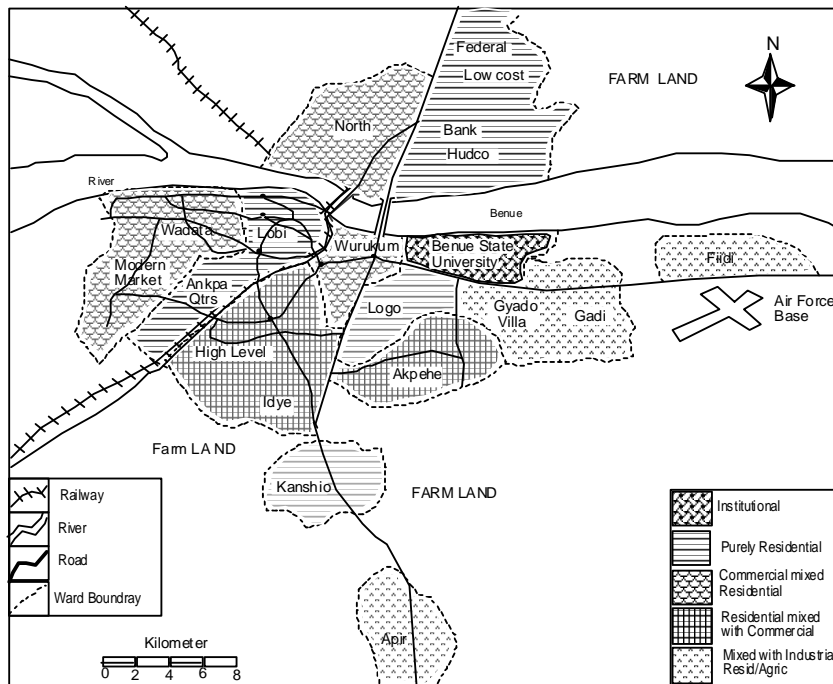 Federal
Low cost
N
FARM LAND
North
Bank
Hudco
River
Benue
Wadata
Lobi
Wurukum
Benue State
University
Fiidi
Modern
Market
Ankpa
Qtrs
Logo
Gyado
Villa
Gadi
Air Force
Base
High Level
Akpehe
Idye
Farm LAND
Kanshio
FARM LAND
Apir
Railway
River
Road
Ward Boundray
Kilometer
0 2 4 6 8
Institutional
Purely Residential
Commercial mixed
Residential
Residential mixed
with Commercial
Mixed with Industrial
Resid/Agric